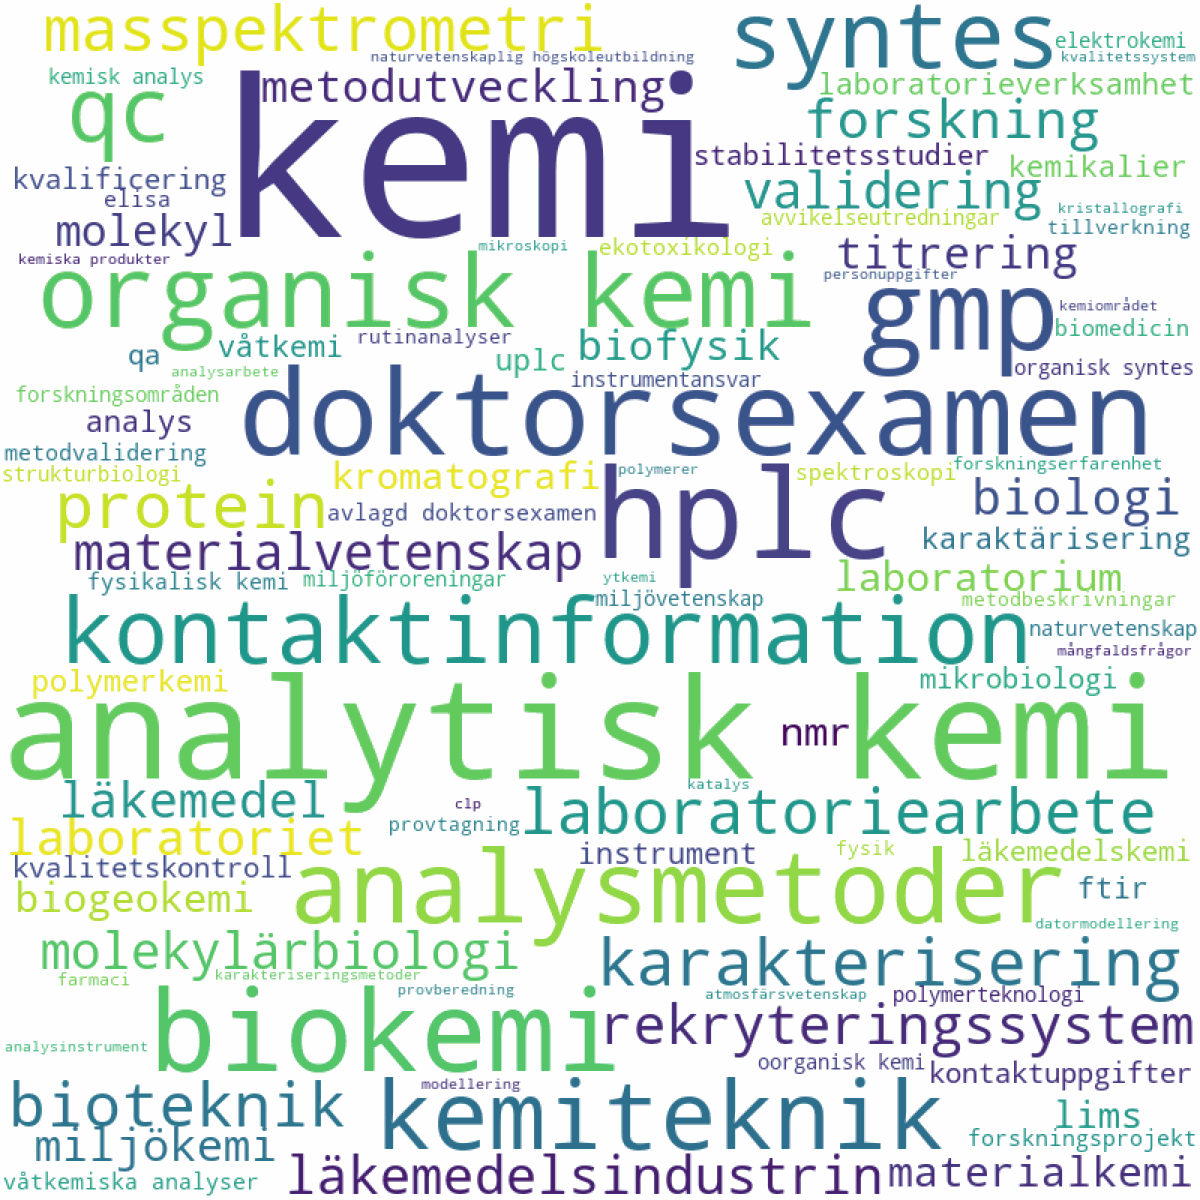 masspektrometri
syntes
elektrokemi
naturvetenskaplig högskoleutbildning
kvalitetssystem
kemisk analys
metodutveckling
laboratorieverksamhet
qc
kemi
forskning
stabilitetsstudier
kemikalier
kvalificering
validering
elisa
avvikelseutredningar
kristallografi
molekyl
tillverkning
mikroskopi
ekotoxikologi
titrering
kemiska produkter
organisk kemi
personuppgifter
gmp
kemiområdet
biomedicin
rutinanalyser
våtkemi
biofysik
qa
uplc
organisk syntes
analysarbete
instrumentansvar
forskningsområden
doktorsexamen
analys
metodvalidering
strukturbiologi
kromatografi
polymerer
spektroskopi
forskningserfarenhet
protein
avlagd doktorsexamen
hplc
biologi
karaktärisering
materialvetenskap
fysikalisk kemi
miljöföroreningar
ytkemi
laboratorium
miljövetenskap
metodbeskrivningar
kontaktinformation
naturvetenskap
mångfaldsfrågor
polymerkemi
mikrobiologi
analytisk kemi
nmr
katalys
läkemedel
clp
laboratoriearbete
provtagning
laboratoriet
instrument
fysik
läkemedelskemi
kvalitetskontroll
analysmetoder
ftir
biogeokemi
datormodellering
molekylärbiologi
karakterisering
farmaci
karakteriseringsmetoder
provberedning
atmosfärsvetenskap
polymerteknologi
biokemi
rekryteringssystem
analysinstrument
oorganisk kemi
kontaktuppgifter
modellering
bioteknik
kemiteknik
lims
miljökemi
forskningsprojekt
våtkemiska analyser
läkemedelsindustrin
materialkemi